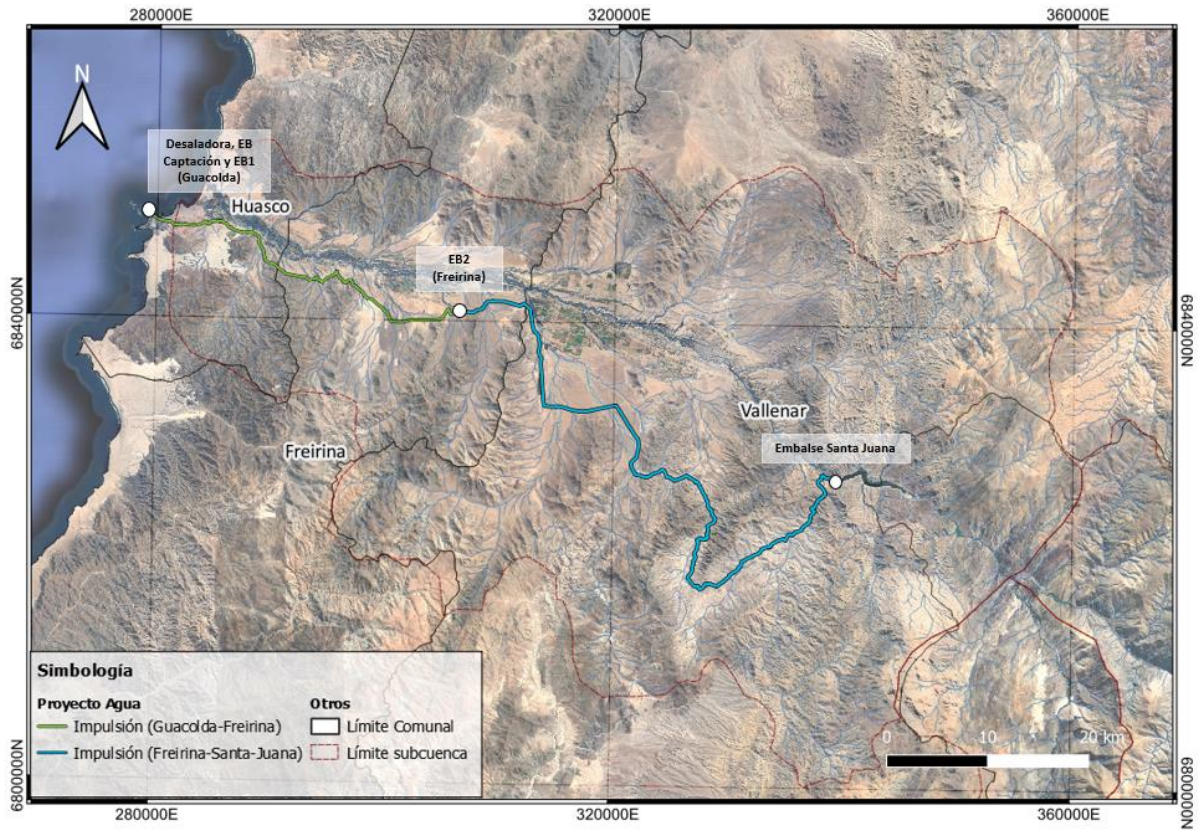 280000E
320000E
360000E
N
Desaladora, EB
Captación y EB1
(Guacolda)
Huasco
EB2
(Freirina)
6840000N
6840000N
Vallenar
Freirina
Embalse Santa Juana
Simbología
Proyecto Agua
Otros
Impulsión (Guacolda-Freirina)
Límite Comunal
Impulsión (Freirina-Santa-Juana)
Límite subcuenca
0 10 20 km
6800000N
6800000N
280000E
320000E
360000E